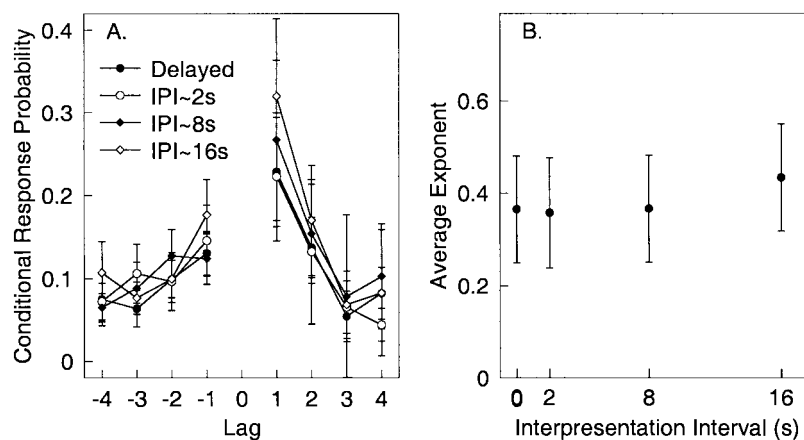 A.
Delayed
IPI~2s
IPI~8s
IPI~16s
Conditional Response Probability
0.4
0.3
0.2
0.1
0
-4 -3 -2 -1 0 1 2 3 4
Lag
B.
Average Exponent
0.6
0.4
0.2
0
0 2 8 16
Interpresentation Interval (s)